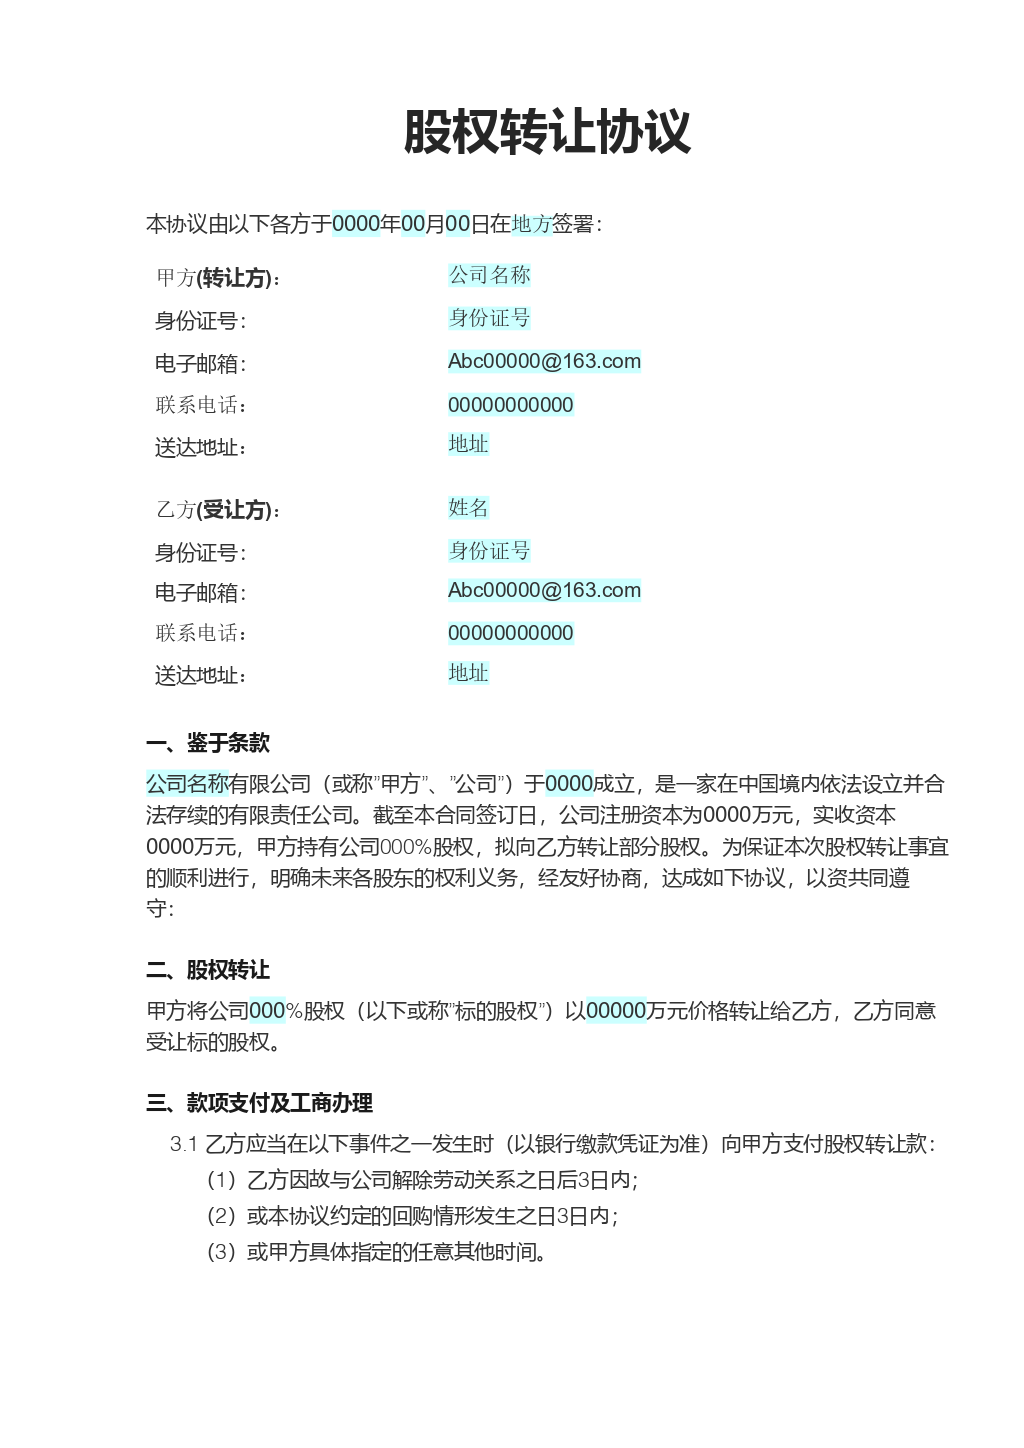 股权转让协议
本协议由以下各方于0000年00月00日在地方签署：
甲方(转让方)： 公司名称
身份证号： 身份证号
电子邮箱： Abc00000@163.com
联系电话： 00000000000
送达地址： 地址
乙方(受让方)： 姓名
身份证号： 身份证号
电子邮箱： Abc00000@163.com
联系电话： 00000000000
送达地址： 地址
一、鉴于条款
公司名称有限公司（或称”甲方”、”公司”）于0000成立，是一家在中国境内依法设立并合
法存续的有限责任公司。截至本合同签订日，公司注册资本为0000万元，实收资本
0000万元，甲方持有公司000%股权，拟向乙方转让部分股权。为保证本次股权转让事宜
的顺利进行，明确未来各股东的权利义务，经友好协商，达成如下协议，以资共同遵
守：
二、股权转让
甲方将公司000%股权（以下或称”标的股权”）以00000万元价格转让给乙方，乙方同意
受让标的股权。
三、款项支付及工商办理
3.1 乙方应当在以下事件之一发生时（以银行缴款凭证为准）向甲方支付股权转让款：
（1）乙方因故与公司解除劳动关系之日后3日内；
（2）或本协议约定的回购情形发生之日3日内；
（3）或甲方具体指定的任意其他时间。